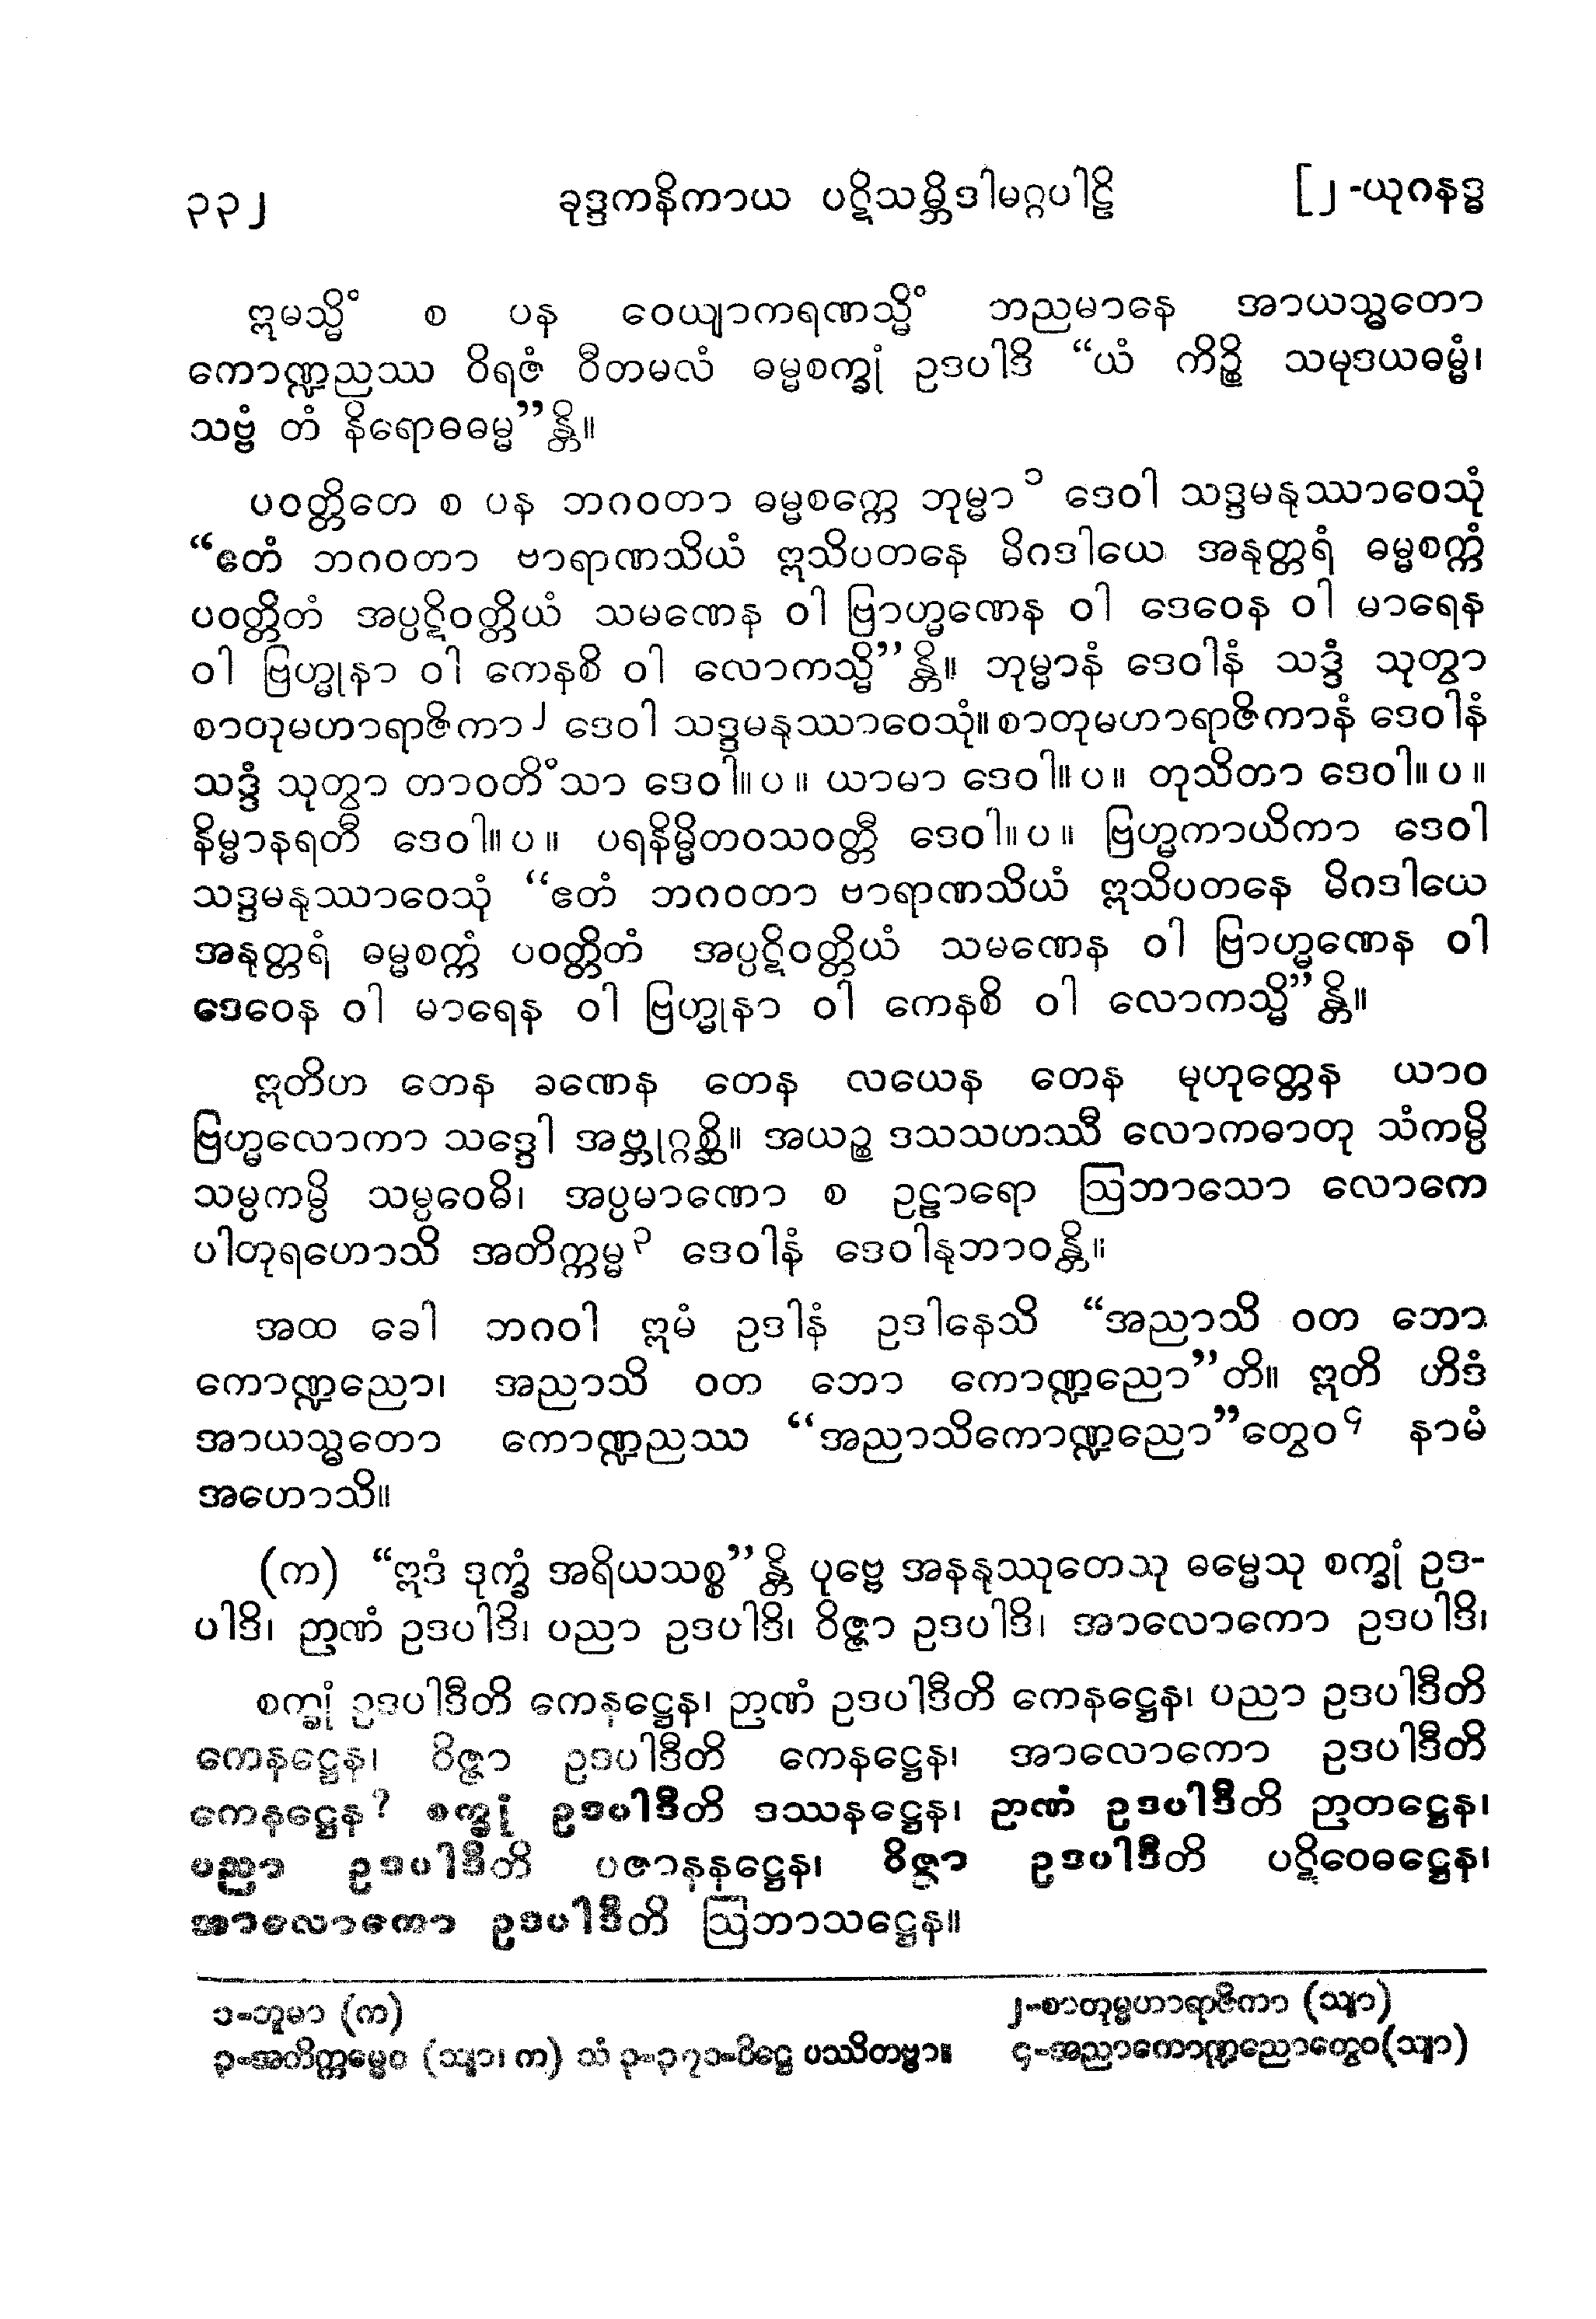 ၃၃၂ ခုဒ္ဒကနိကာယ ပဋိသမ္ဘိဒါမဂ္ဂပါဠိ [၂-ယုဂနဒ္ဓ
ဣမသ္မိံ စ ပန ဝေယျာကရဏသ္မိံ ဘညမာနေ အာယသ္မတော
ကောဏ္ဍညဿ ဝိရဇံ ဝီတမလံ ဓမ္မစက္ခုံ ဥဒပါဒိ “ယံ ကိဉ္စိ သမုဒယဓမ္မံ၊
သဗ္ဗံ တံ နိရောဓဓမ္မ”န္တိ။
ပဝတ္တိတေ စ ပန ဘဂဝတာ ဓမ္မစက္ကေ ဘုမ္မာ၁ ဒေဝါ သဒ္ဒမနုဿာဝေသုံ
“ဧတံ ဘဂဝတာ ဗာရာဏသိယံ ဣသိပတနေ မိဂဒါယေ အနုတ္တရံ ဓမ္မစက္ကံ
ပဝတ္တိတံ အပ္ပဋိဝတ္တိယံ သမဏေန ဝါ ဗြာဟ္မဏေန ဝါ ဒေဝေန ဝါ မာရေန
ဝါ ဗြဟ္မုနာ ဝါ ကေနစိ ဝါ လောကသ္မိ”န္တိ။ ဘုမ္မာနံ ဒေဝါနံ သဒ္ဒံ သုတွာ
စာတုမဟာရာဇိကာ၂ ဒေဝါ သဒ္ဒမနုဿာဝေသုံ။ စာတုမဟာရာဇိကာနံ ဒေဝါနံ
သဒ္ဒံ သုတွာ တာဝတိံသာ ဒေဝါ။ ပ ။ ယာမာ ဒေဝါ။ ပ ။ တုသိတာ ဒေဝါ။ ပ ။
နိမ္မာနရတီ ဒေဝါ။ ပ ။ ပရနိမ္မိတဝသဝတ္တီ ဒေဝါ။ ပ ။ ဗြဟ္မကာယိကာ ဒေဝါ
သဒ္ဒမနုဿာဝေသုံ “ဧတံ ဘဂဝတာ ဗာရာဏသိယံ ဣသိပတနေ မိဂဒါယေ
အနုတ္တရံ ဓမ္မစက္ကံ ပဝတ္တိတံ အပ္ပဋိဝတ္တိယံ သမဏေန ဝါ ဗြာဟ္မဏေန ဝါ
ဒေဝေန ဝါ မာရေန ဝါ ဗြဟ္မုနာ ဝါ ကေနစိ ဝါ လောကသ္မိ”န္တိ။
ဣတိဟ တေန ခဏေန တေန လယေန တေန မုဟုတ္တေန ယာဝ
ဗြဟ္မလောကာ သဒ္ဒေါ အဗ္ဘုဂ္ဂစ္ဆိ။ အယဉ္စ ဒသသဟဿီ လောကဓာတု သံကမ္ပိ
သမ္ပကမ္ပိ သမ္ပဝေဓိ၊ အပ္ပမာဏော စ ဥဠာရော ဩဘာသော လောကေ
ပါတုရဟောသိ အတိက္ကမ္မ၃ ဒေဝါနံ ဒေဝါနုဘာဝန္တိ။
အထ ခေါ ဘဂဝါ ဣမံ ဥဒါနံ ဥဒါနေသိ “အညာသိ ဝတ ဘော
ကောဏ္ဍညော၊ အညာသိ ဝတ ဘော ကောဏ္ဍညော”တိ။ ဣတိ ဟိဒံ
အာယသ္မတော ကောဏ္ဍညဿ “အညာသိကောဏ္ဍညော”တွေဝ၄ နာမံ
အဟောသိ။
(က) “ဣဒံ ဒုက္ခံ အရိယသစ္စ”န္တိ ပုဗ္ဗေ အနနုဿုတေသု ဓမ္မေသု စက္ခုံ ဥဒ-
ပါဒိ၊ ဉာဏံ ဥဒပါဒိ၊ ပညာ ဥဒပါဒိ၊ ဝိဇ္ဇာ ဥဒပါဒိ၊ အာလောကော ဥဒပါဒိ၊
စက္ခုံ ဥဒပါဒီတိ ကေနဋ္ဌေန၊ ဉာဏံ ဥဒပါဒီတိ ကေနဋ္ဌေန၊ ပညာ ဥဒပါဒီတိ
ကေနဋ္ဌေန၊ ဝိဇ္ဇာ ဥဒပါဒီတိ ကေနဋ္ဌေန၊ အာလောကော ဥဒပါဒီတိ
ကေနဋ္ဌေန? စက္ခုံ ဥဒပါဒီတိ ဒဿနဋ္ဌေန၊ ဉာဏံ ဥဒပါဒီတိ ဉာတဋ္ဌေန၊
ပညာ ဥဒပါဒီတိ ပဇာနနဋ္ဌေန၊ ဝိဇ္ဇာ ဥဒပါဒီတိ ပဋိဝေဓဋ္ဌေန၊
အာလောကော ဥဒပါဒီတိ ဩဘာသဋ္ဌေန။
၁-ဘူမာ (က) ၂-စာတုမ္မဟာရာဇိကာ (သျာ)
၃-အတိက္ကမ္မေဝ (သျာ၊ က) သံ ၃-၃၇၁-ပိဋ္ဌေ ပဿိတဗ္ဗာ။ ၄-အညာကောဏ္ဍညောတွေဝ(သျာ)